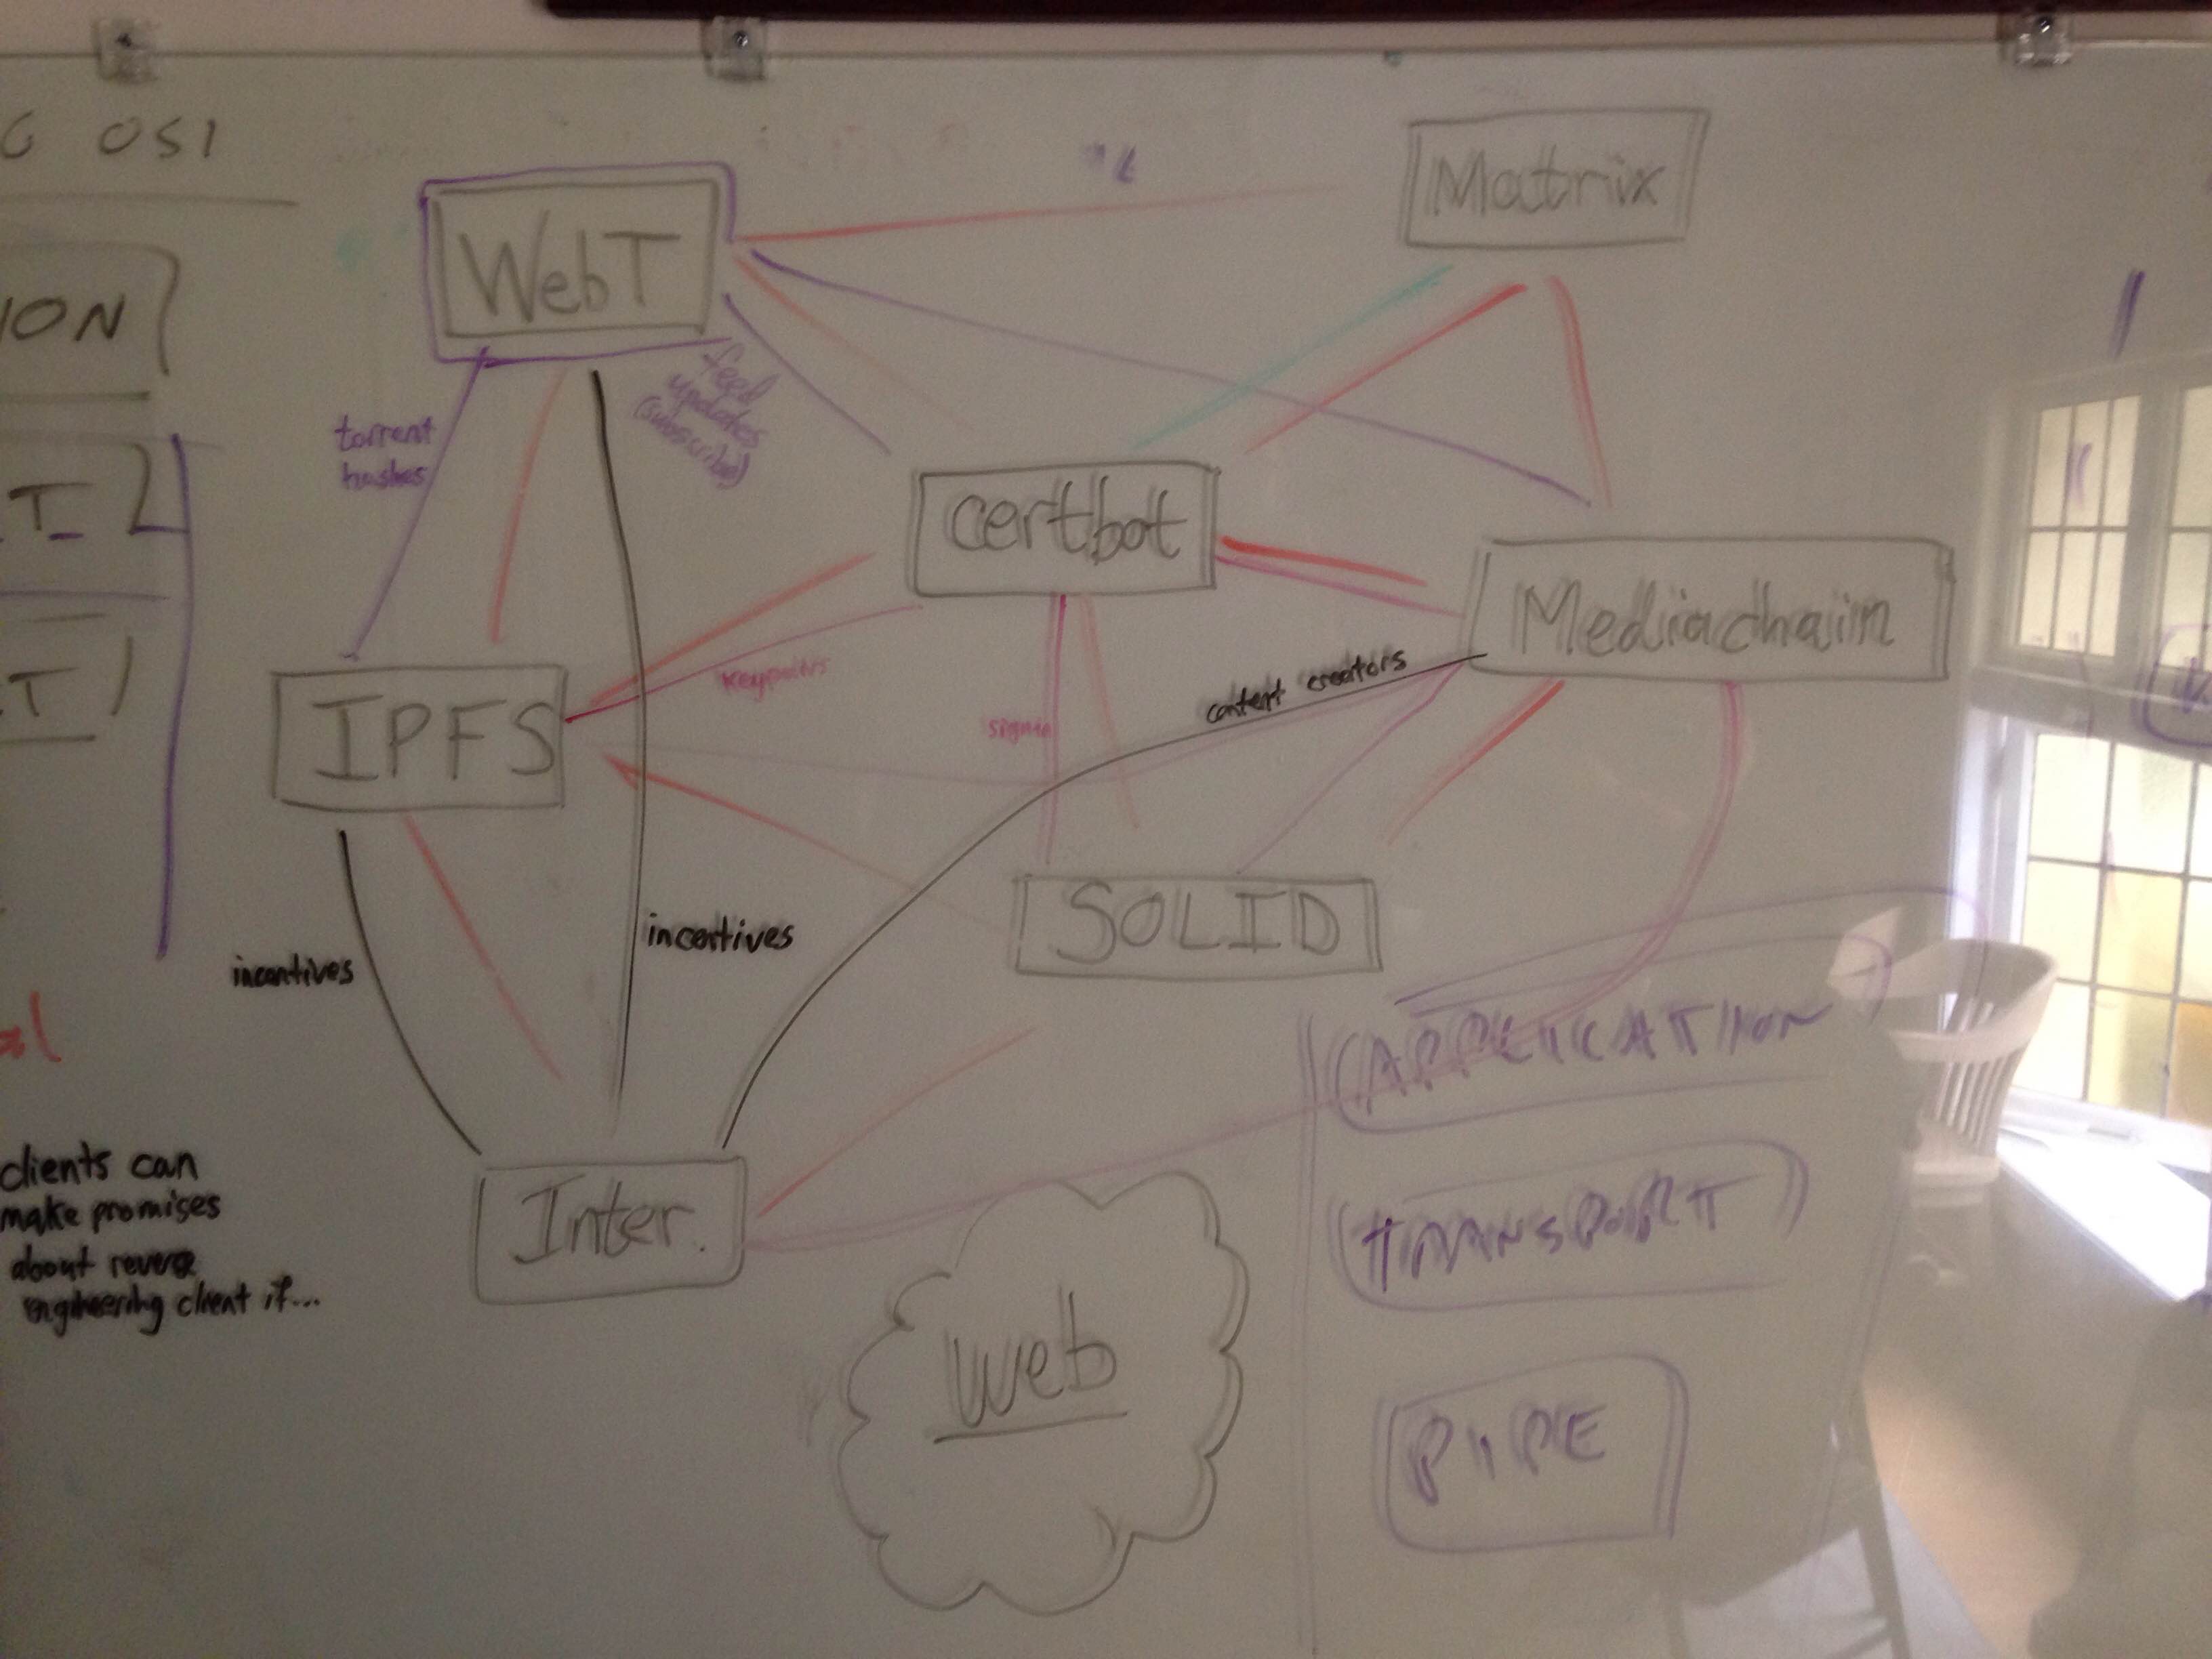 OSI
Matrix
WebT
ION
feed
updates
(subscribe)
torrent
hashes
certbot
Mediachain
keypairs
content creators
IPFS
signin
SOLID
incentives
incentives
APPLICATION
clients can
make promises
about reverse
engineering client if...
Inter.
TRANSPORT
web
PIPE